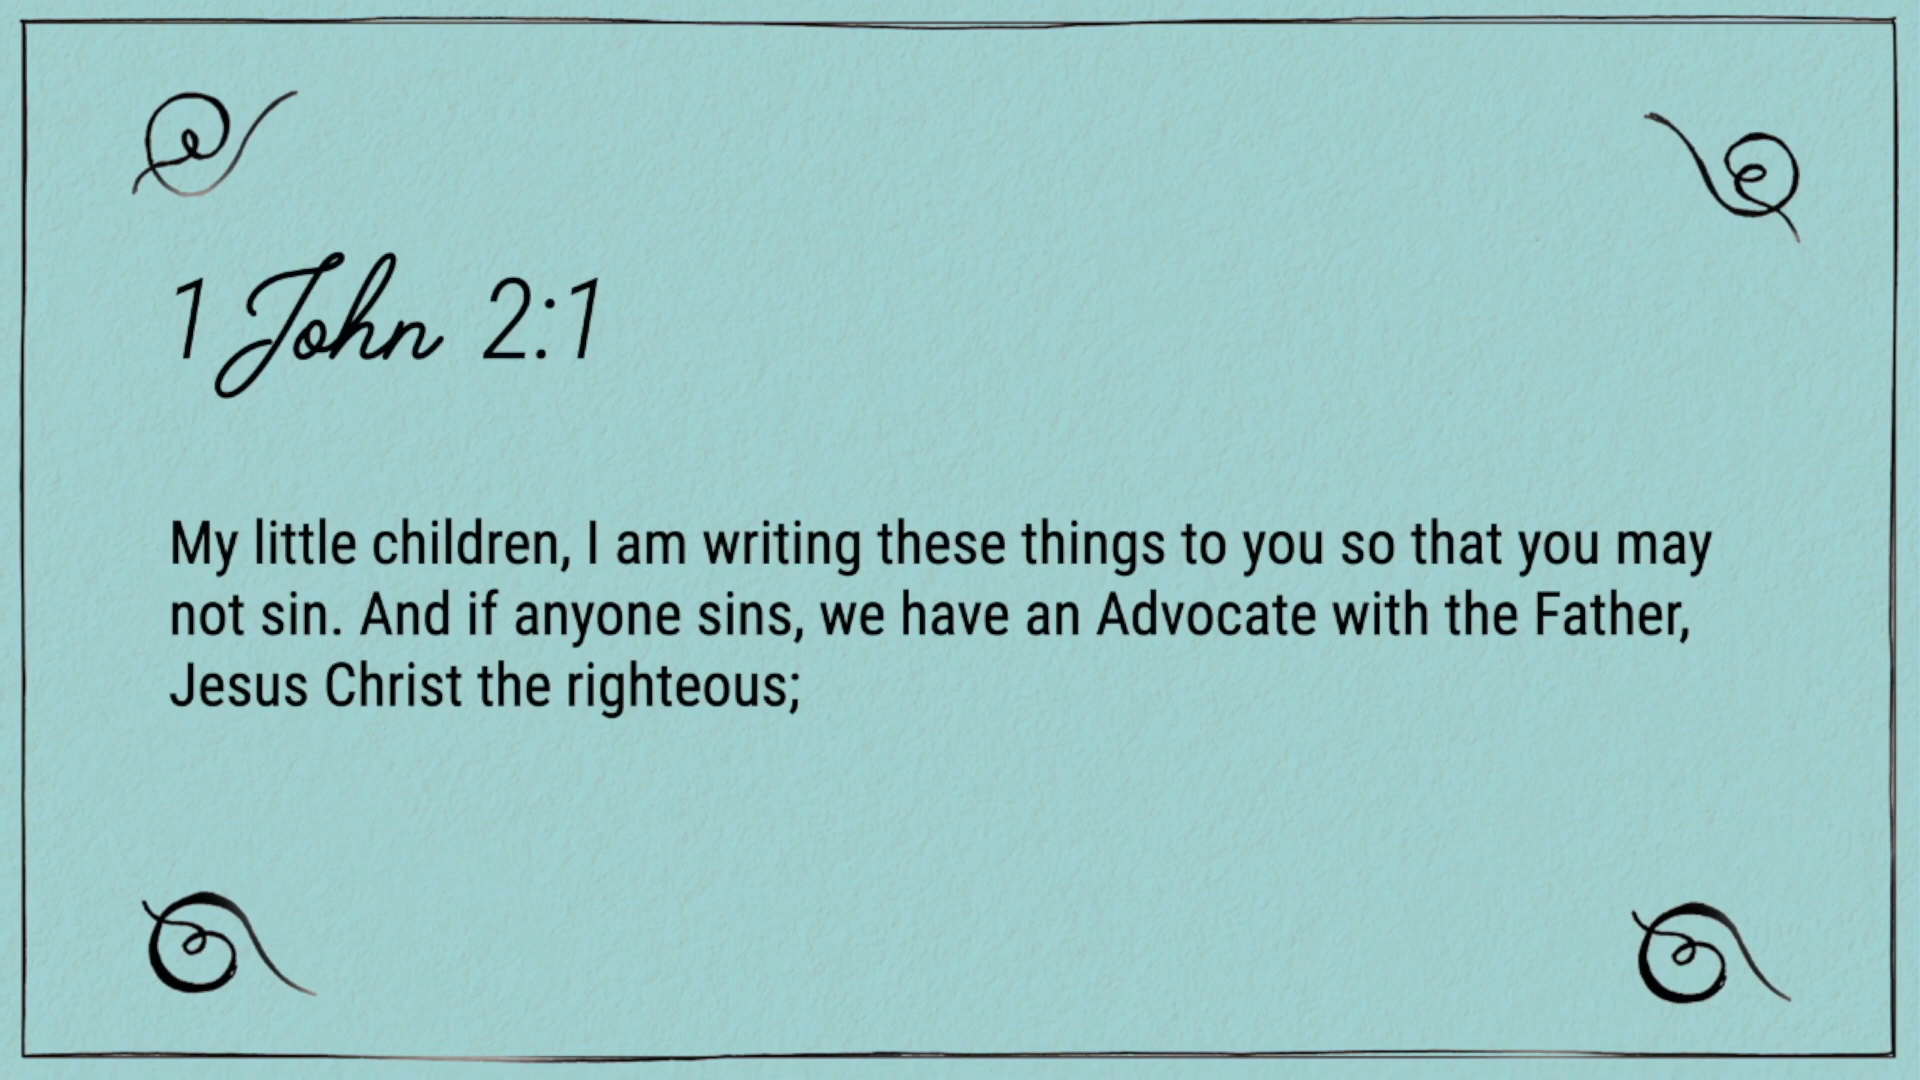 1 John 2:1
My little children, I am writing these things to you so that you may
not sin. And if anyone sins, we have an Advocate with the Father,
Jesus Christ the righteous;